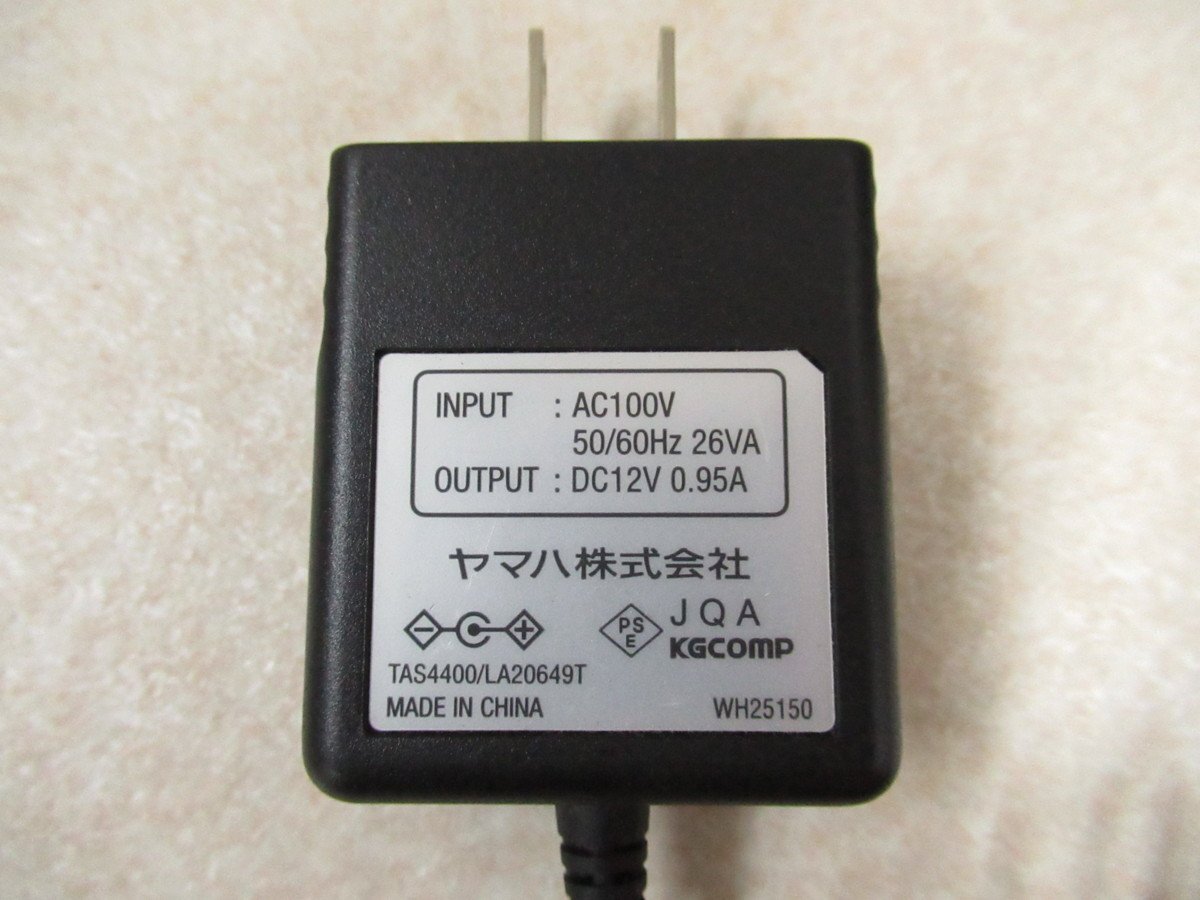 INPUT : AC100V
50/60Hz 26VA
OUTPUT : DC12V 0.95A
ヤマハ株式会社
PS
E
JQA
KGCOMP
TAS4400/LA20649T
MADE IN CHINA WH25150